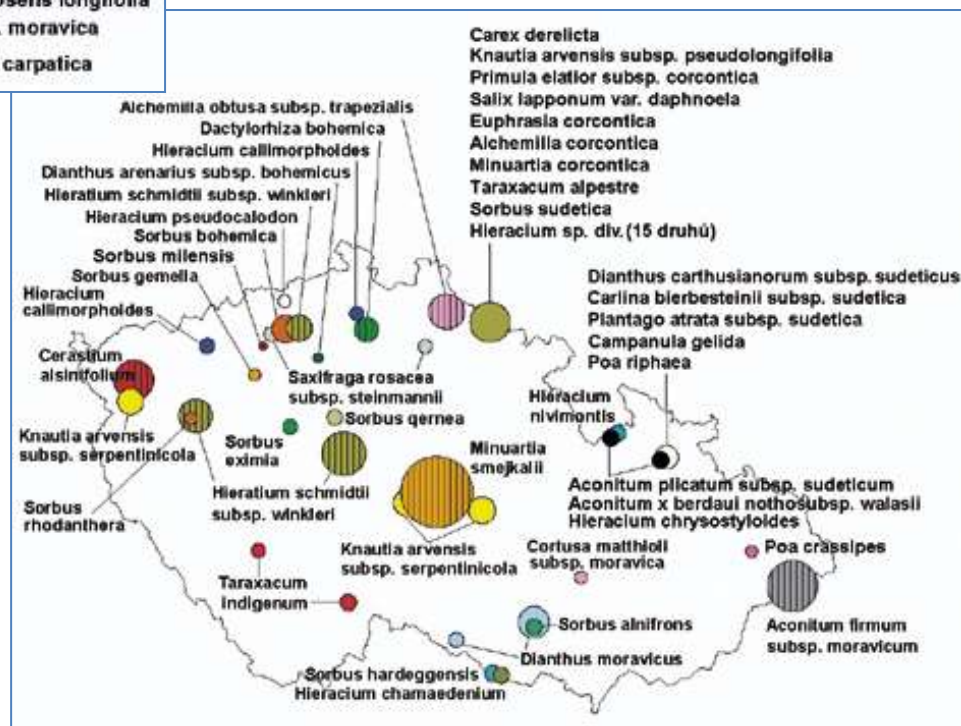 moravica
carpatica
Carex derelicta
Knautia arvensis subsp. pseudolongifolia
Primula elatior subsp. corcontica
Salix lapponum var. daphnoela
Euphrasia corcontica
Alchemilla corcontica
Minuartia corcontica
Taraxacum alpestre
Sorbus sudetica
Hieracium sp. div. (15 druhů)
Alchemilla obtusa subsp. trapezialis
Dactylorhiza bohemica
Hieracium callimorphoides
Dianthus arenarius subsp. bohemicus
Hieratium schmidtii subsp. winkleri
Hieracium pseudocalodon
Sorbus bohemica
Sorbus milensis
Sorbus gemella
Hieracium
callimorphoides
Dianthus carthusianorum subsp. sudeticus
Carlina bierbesteinii subsp. sudetica
Plantago atrata subsp. sudetica
Campanula gelida
Poa riphaea
Cerastium
alsinifolium
Saxifraga rosacea
subsp. steinmannii
Hieracium
nivimontis
Knautia arvensis
subsp. serpentinicola
Sorbus
eximia
Sorbus qernea
Minuartia
smejkalii
Sorbus
rhodanthera
Hieratium schmidtii
subsp. winkleri
Aconitum plicatum subsp. sudeticum
Aconitum x berdaui nothosubsp. walasii
Hieracium chrysostyloides
Knautia arvensis
subsp. serpentinicola
Cortusa matthioli
subsp. moravica
Poa crassipes
Taraxacum
indigenum
Sorbus alnifrons
Aconitum firmum
subsp. moravicum
Dianthus moravicus
Sorbus hardeggensis
Hieracium chamaedenium